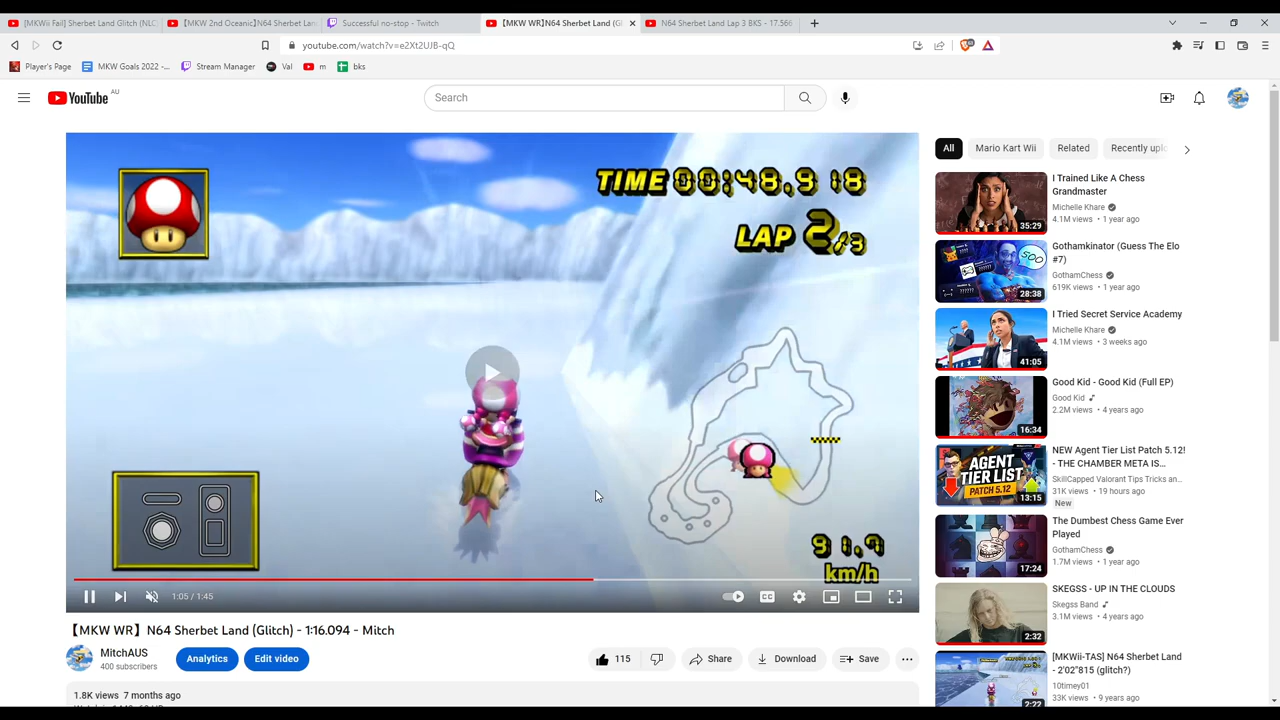 [MKWii Fail] Sherbet Land Glitch (NLC
【MKW 2nd Oceanic】N64 Sherbet Lan
Successful no-stop - Twitch
【MKW WR】N64 Sherbet Land (Gl
N64 Sherbet Land Lap 3 BKS - 17.566
youtube.com/watch?v=e2Xt2UJB-qQ
Player's Page
MKW Goals 2022 -...
Stream Manager
Val
m
bks
YouTube AU
Search
TIME 00:48.918
LAP 2/3
91.7
km/h
1:05 / 1:45
CC
【MKW WR】N64 Sherbet Land (Glitch) - 1:16.094 - Mitch
MitchAUS
400 subscribers
Analytics
Edit video
115
Share
Download
Save
1.8K views 7 months ago
All
Mario Kart Wii
Related
Recently uplo
I Trained Like A Chess
Grandmaster
Michelle Khare
4.1M views • 1 year ago
35:29
Gothamkinator (Guess The Elo
#7)
GothamChess
619K views • 1 year ago
28:38
I Tried Secret Service Academy
Michelle Khare
4.1M views • 3 weeks ago
41:05
Good Kid - Good Kid (Full EP)
Good Kid
2.2M views • 4 years ago
16:34
AGENT
TIER LIST
PATCH 5.12
NEW Agent Tier List Patch 5.12!
- THE CHAMBER META IS...
SkillCapped Valorant Tips Tricks an...
31K views • 19 hours ago
New
13:15
The Dumbest Chess Game Ever
Played
GothamChess
1.7M views • 1 year ago
17:24
SKEGSS - UP IN THE CLOUDS
Skegss Band
3.1M views • 4 years ago
2:32
[MKWii-TAS] N64 Sherbet Land
- 2'02"815 (glitch?)
10timey01
33K views • 9 years ago
2:22